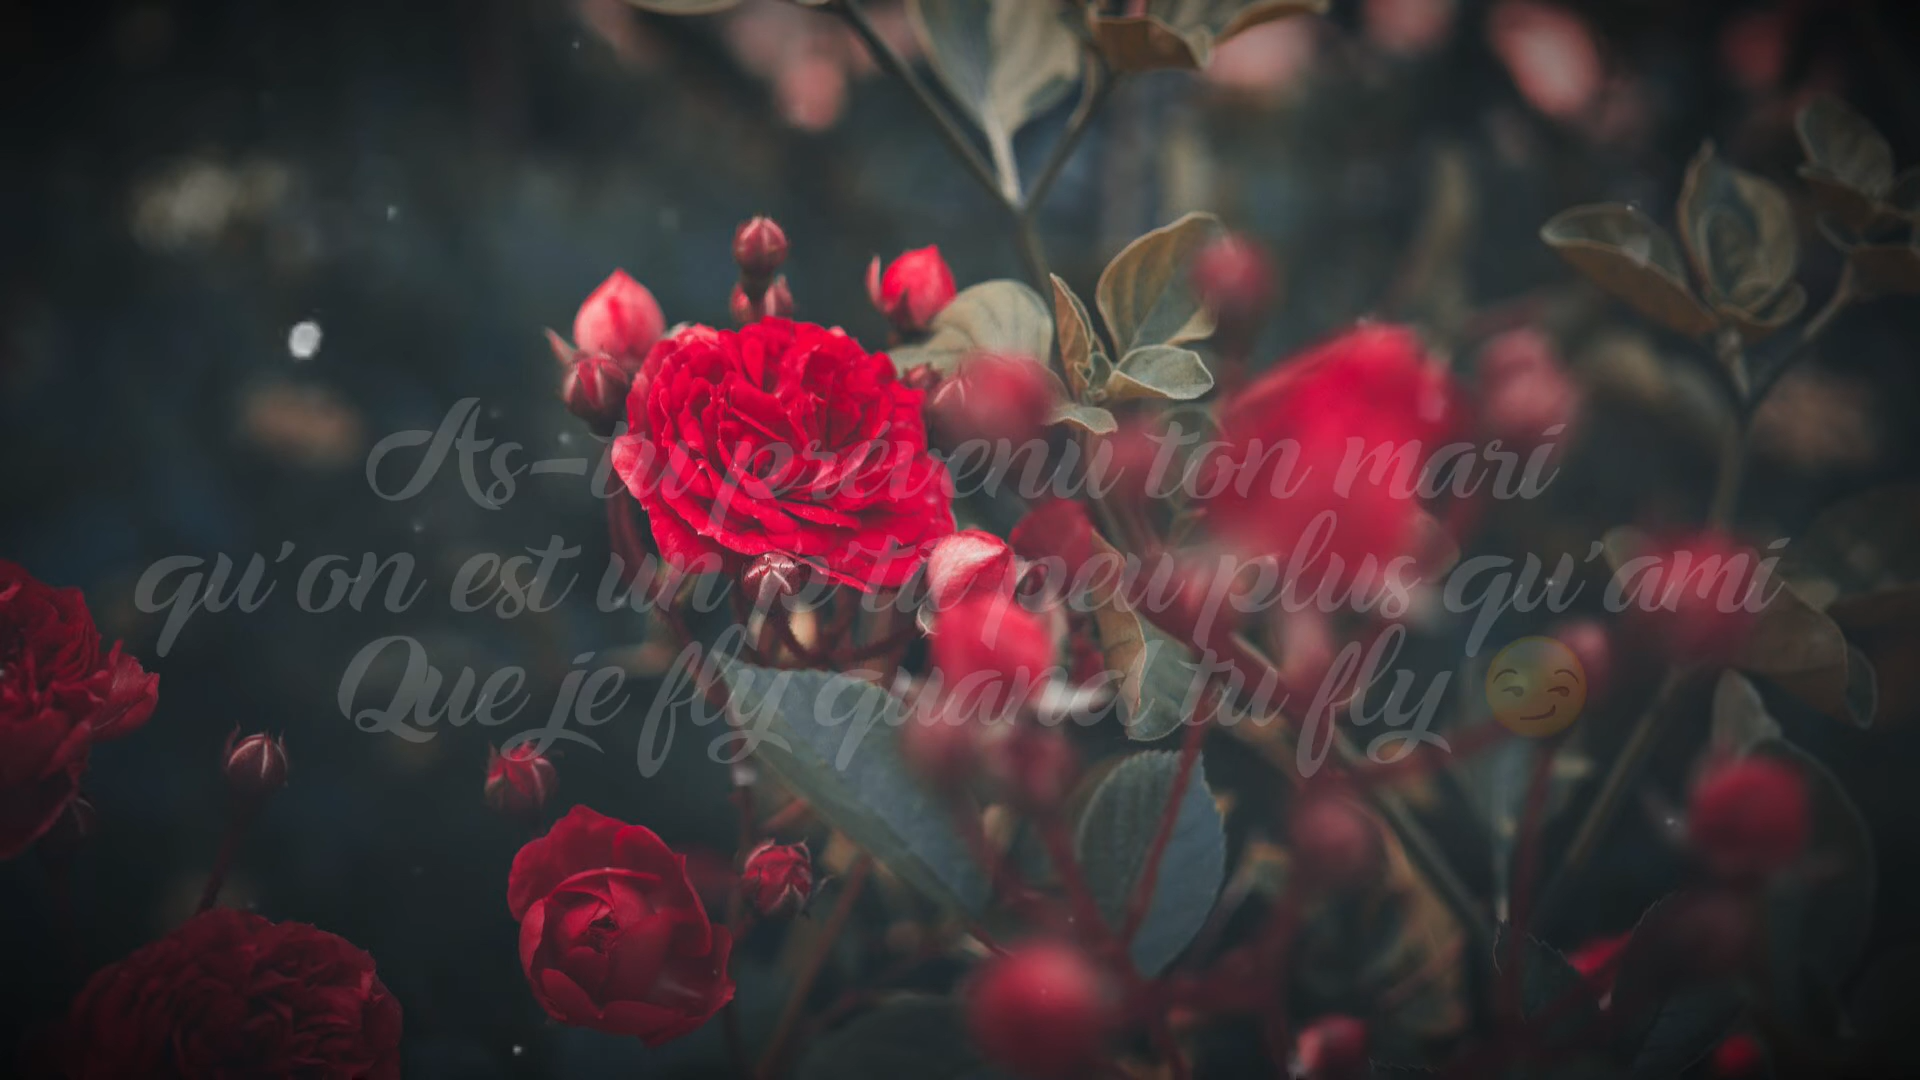 As-tu prévenu ton mari
qu'on est un p'tit peu plus qu'ami
Que je fly quand tu fly 😏